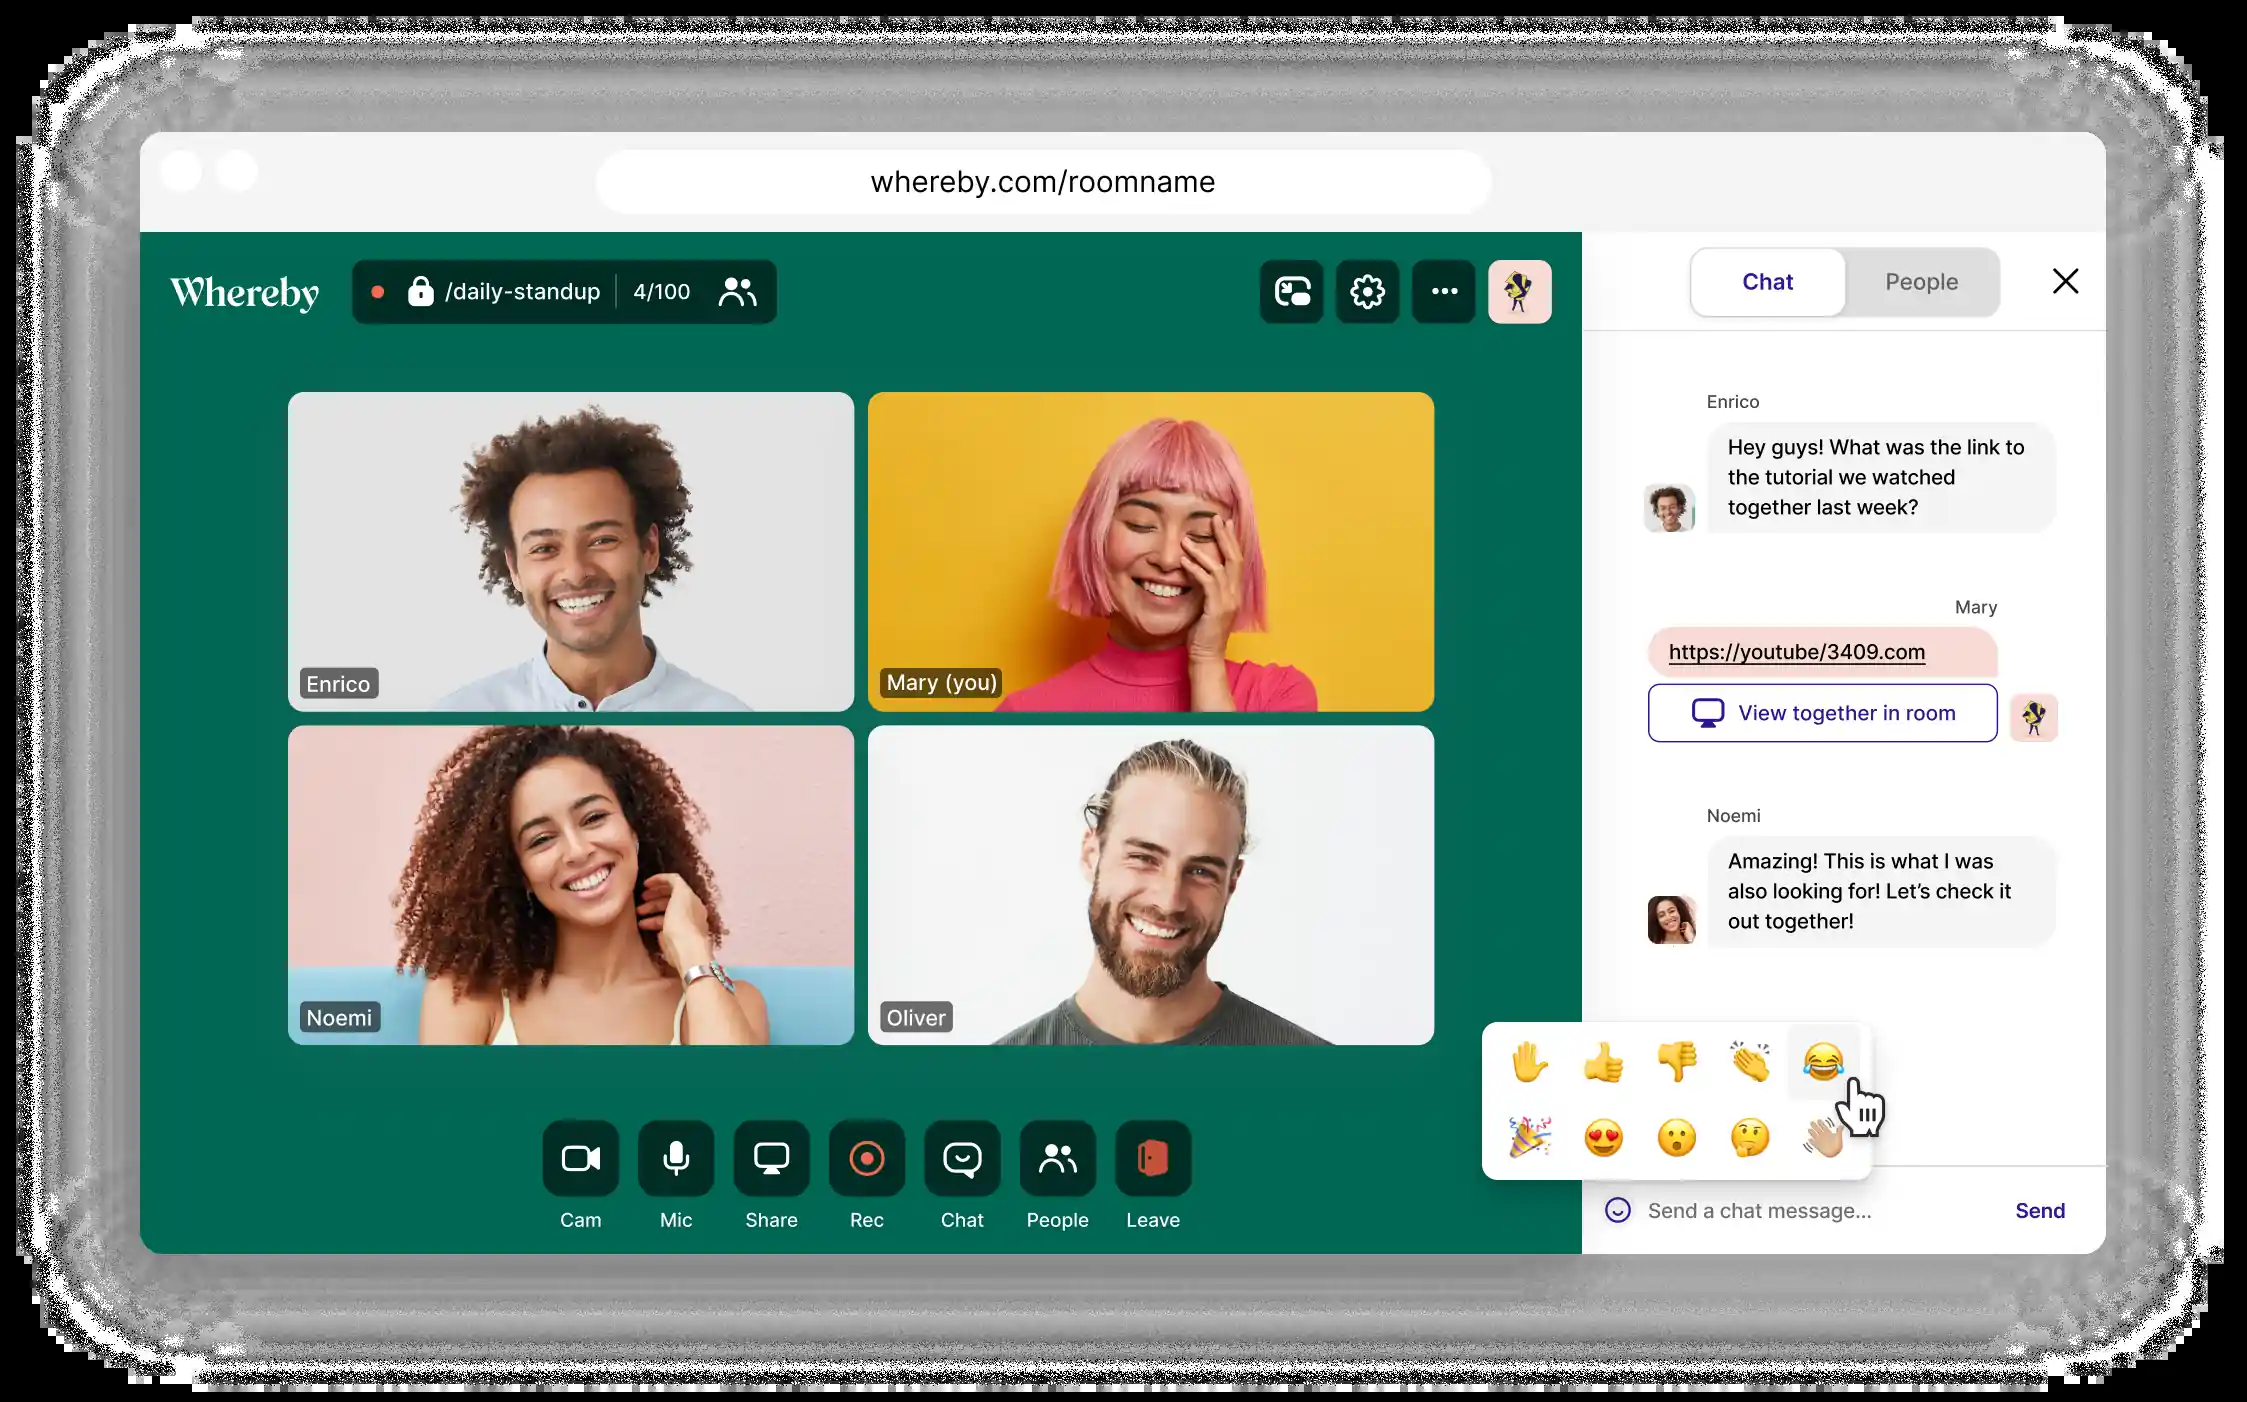 whereby.com/roomname
Whereby
/daily-standup
4/100
Enrico
Mary (you)
Noemi
Oliver
Cam
Mic
Share
Rec
Chat
People
Leave
Chat
People
Enrico
Hey guys! What was the link to
the tutorial we watched
together last week?
Mary
https://youtube/3409.com
View together in room
Noemi
Amazing! This is what I was
also looking for! Let’s check it
out together!
Send a chat message...
Send